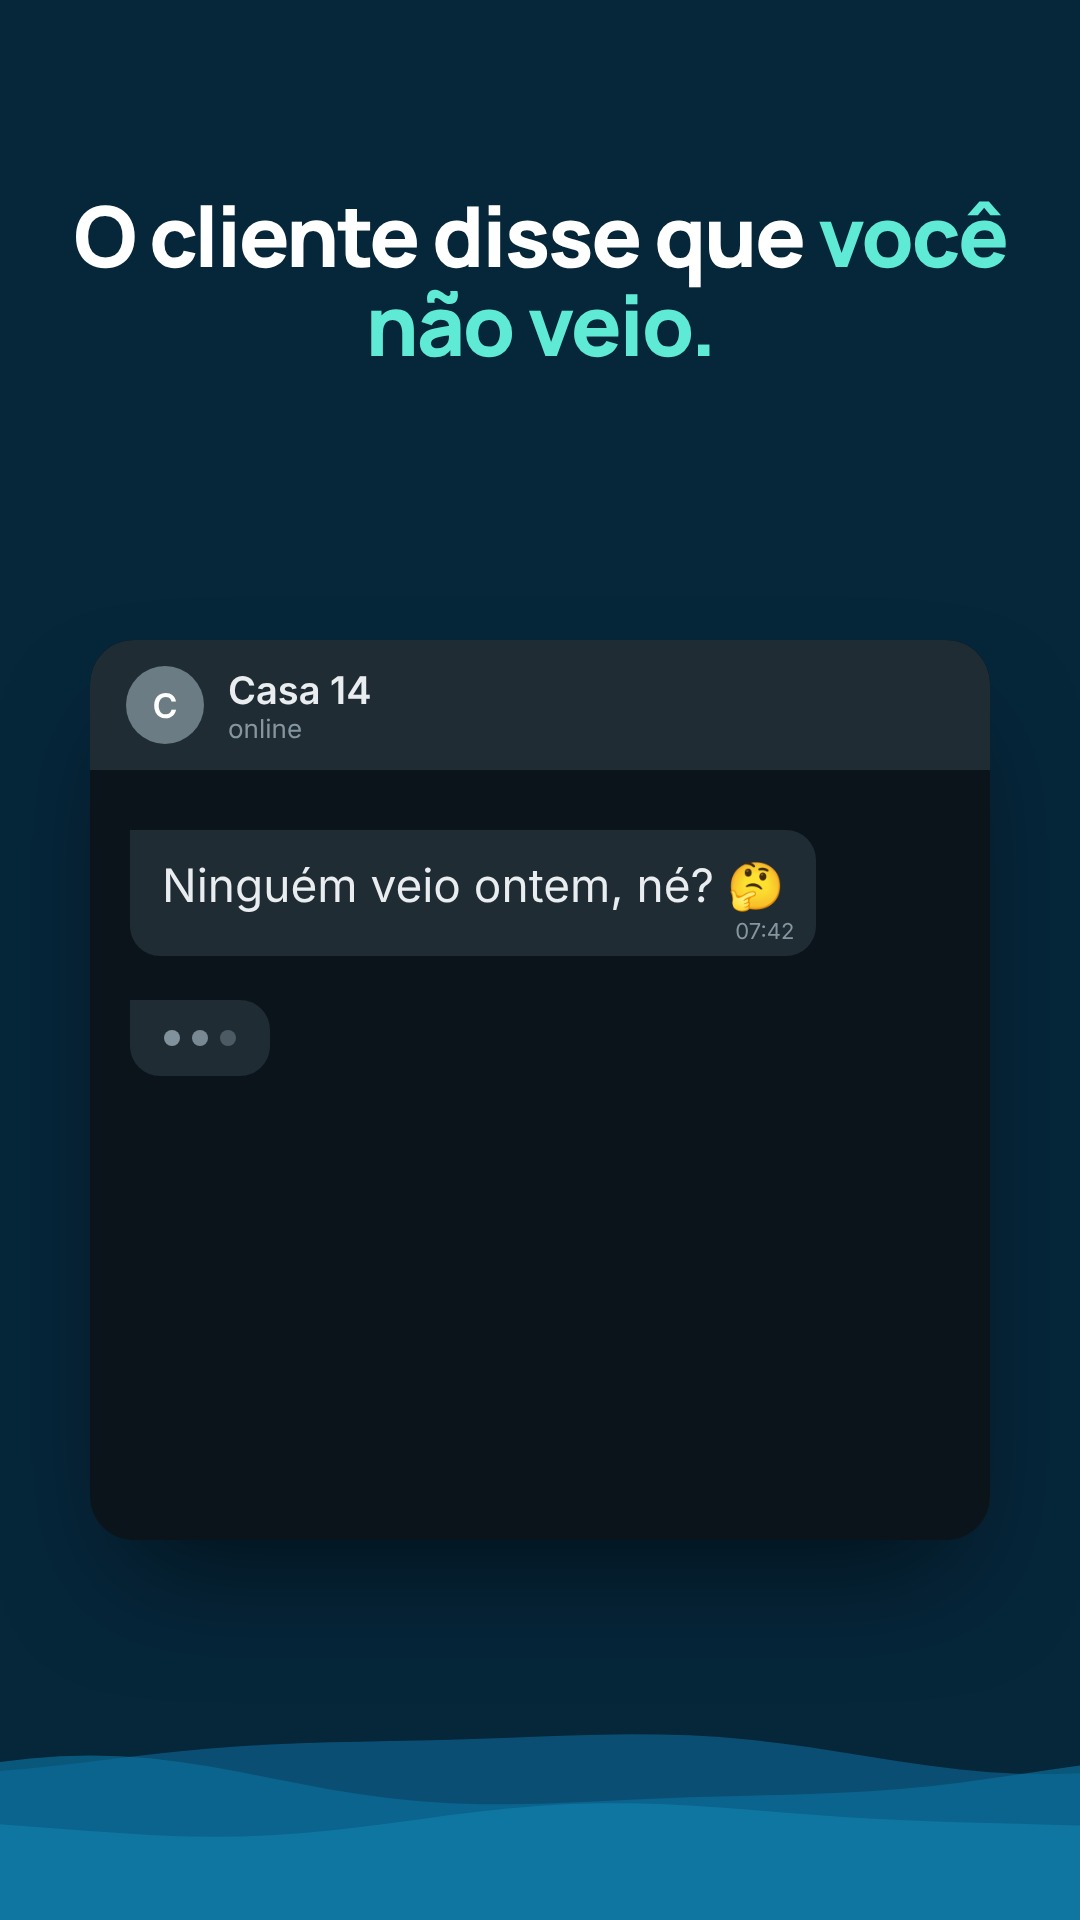 O cliente disse que você
não veio.
C
Casa 14
online
Ninguém veio ontem, né? 🤔
07:42